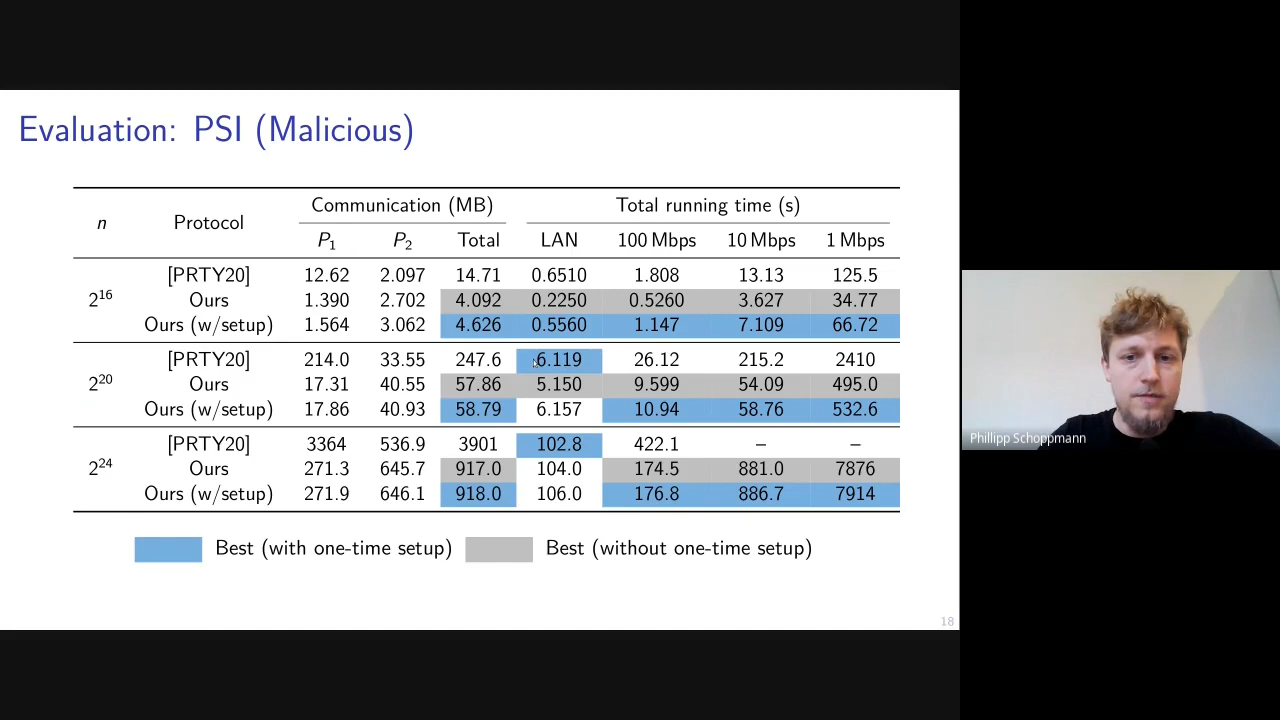 Evaluation: PSI (Malicious)
n Protocol Communication (MB) Total running time (s)
P1 P2 Total LAN 100 Mbps 10 Mbps 1 Mbps
2^16 [PRTY20] 12.62 2.097 14.71 0.6510 1.808 13.13 125.5
Ours 1.390 2.702 4.092 0.2250 0.5260 3.627 34.77
Ours (w/setup) 1.564 3.062 4.626 0.5560 1.147 7.109 66.72
2^20 [PRTY20] 214.0 33.55 247.6 6.119 26.12 215.2 2410
Ours 17.31 40.55 57.86 5.150 9.599 54.09 495.0
Ours (w/setup) 17.86 40.93 58.79 6.157 10.94 58.76 532.6
2^24 [PRTY20] 3364 536.9 3901 102.8 422.1 – –
Ours 271.3 645.7 917.0 104.0 174.5 881.0 7876
Ours (w/setup) 271.9 646.1 918.0 106.0 176.8 886.7 7914
Best (with one-time setup) Best (without one-time setup)
18
Phillipp Schoppmann